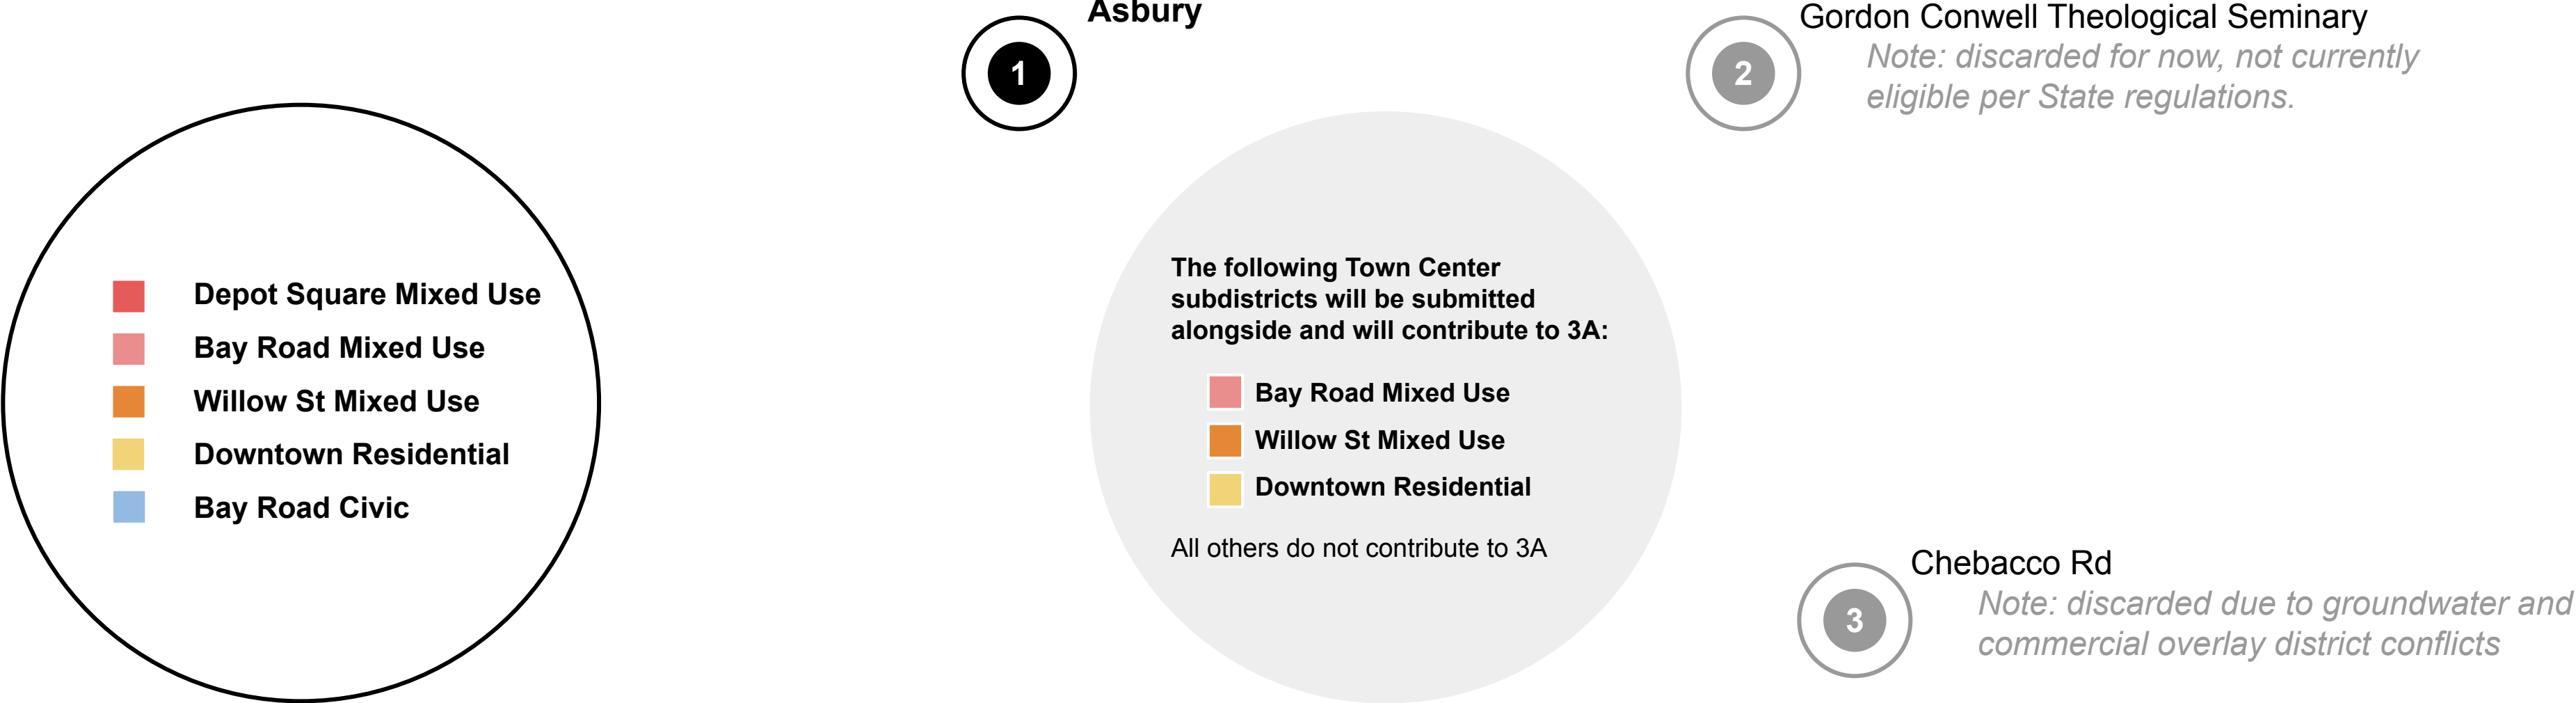 Depot Square Mixed Use
Bay Road Mixed Use
Willow St Mixed Use
Downtown Residential
Bay Road Civic
1
Asbury
The following Town Center
subdistricts will be submitted
alongside and will contribute to 3A:
Bay Road Mixed Use
Willow St Mixed Use
Downtown Residential
All others do not contribute to 3A
2
Gordon Conwell Theological Seminary
Note: discarded for now, not currently
eligible per State regulations.
3
Chebacco Rd
Note: discarded due to groundwater and
commercial overlay district conflicts